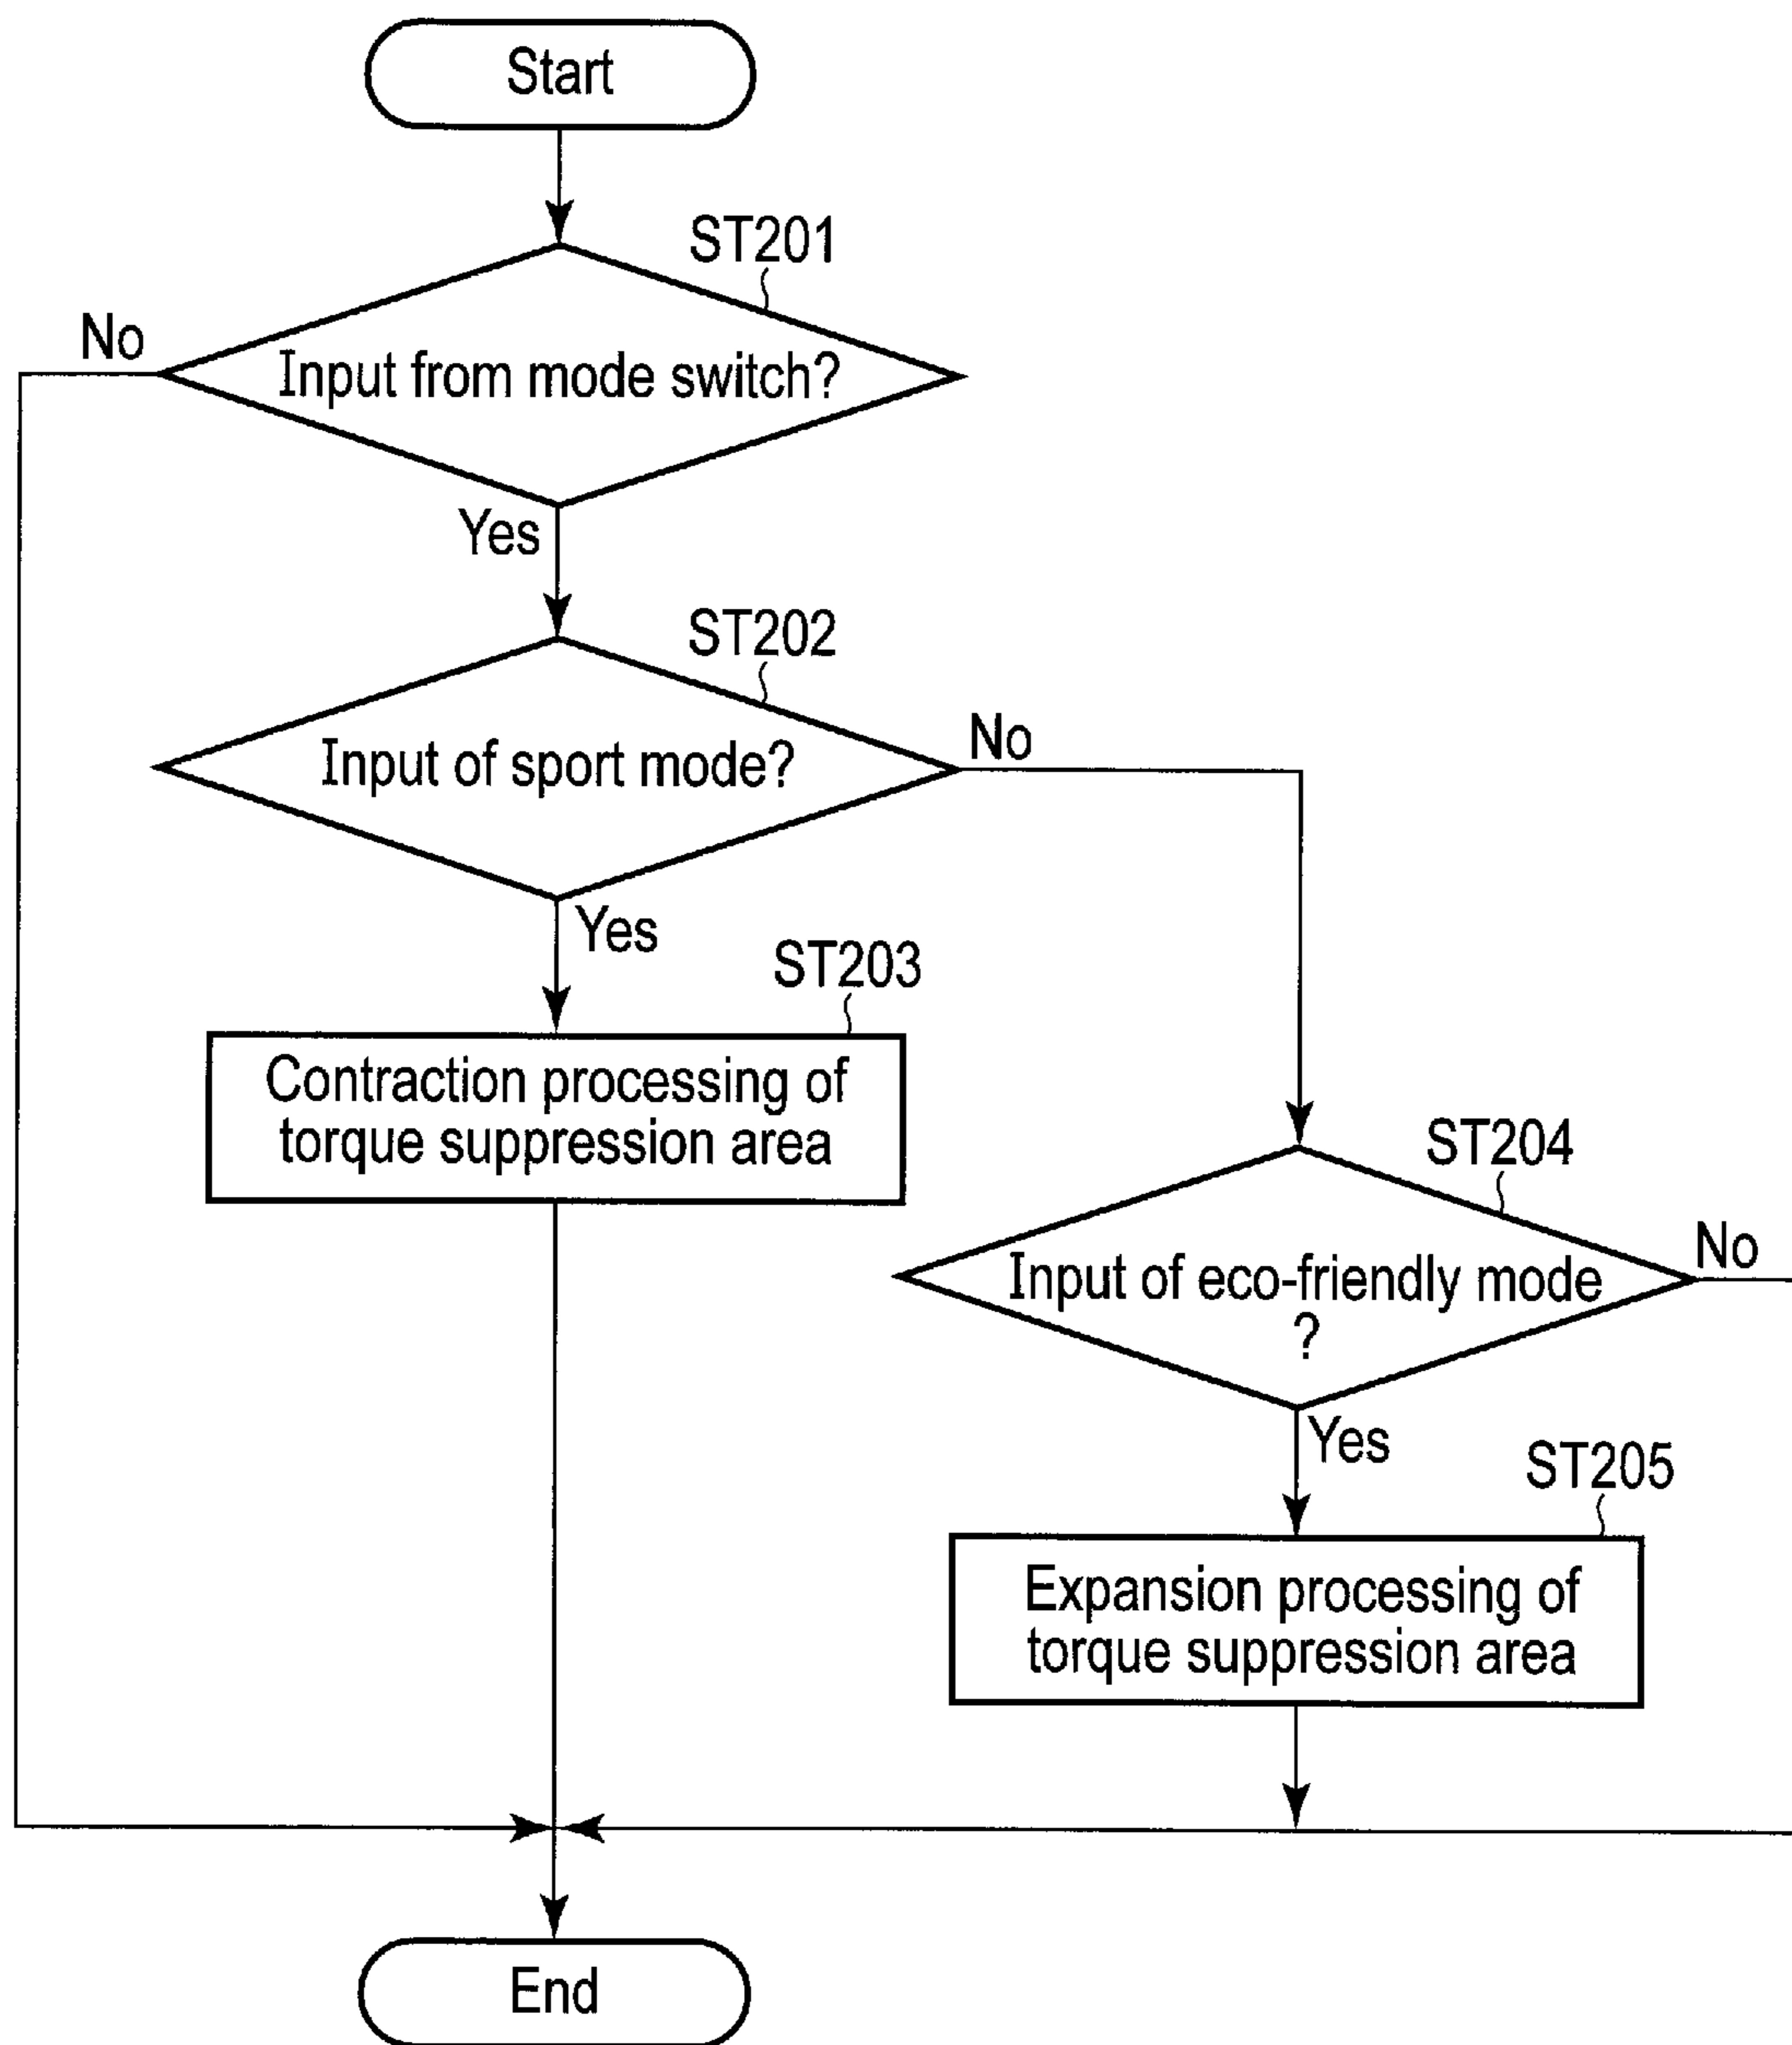 Start
ST201
No
Input from mode switch?
Yes
ST202
No
Input of sport mode?
Yes
ST203
Contraction processing of
torque suppression area
ST204
No
Input of eco-friendly mode
?
Yes
ST205
Expansion processing of
torque suppression area
End